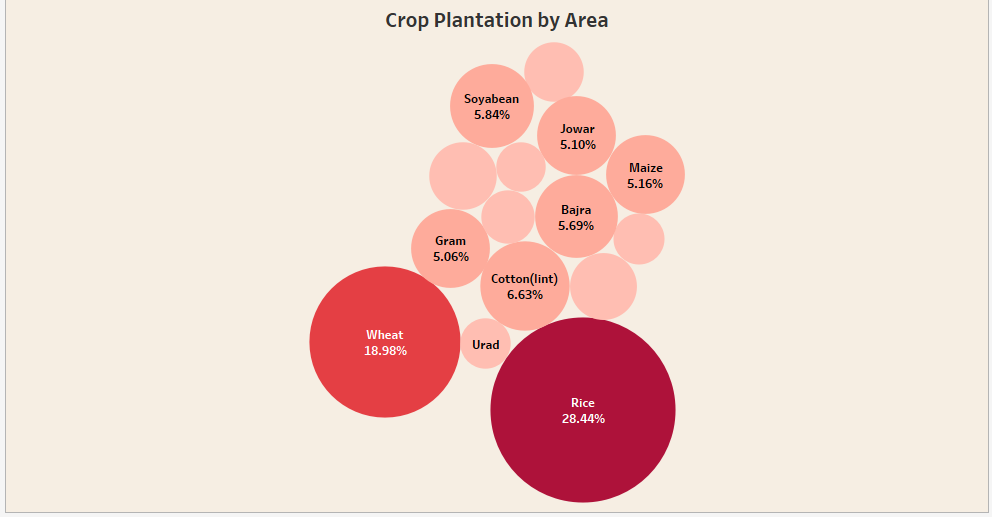 Crop Plantation by Area
Soyabean
5.84%
Jowar
5.10%
Maize
5.16%
Bajra
5.69%
Gram
5.06%
Cotton(lint)
6.63%
Wheat
18.98%
Urad
Rice
28.44%